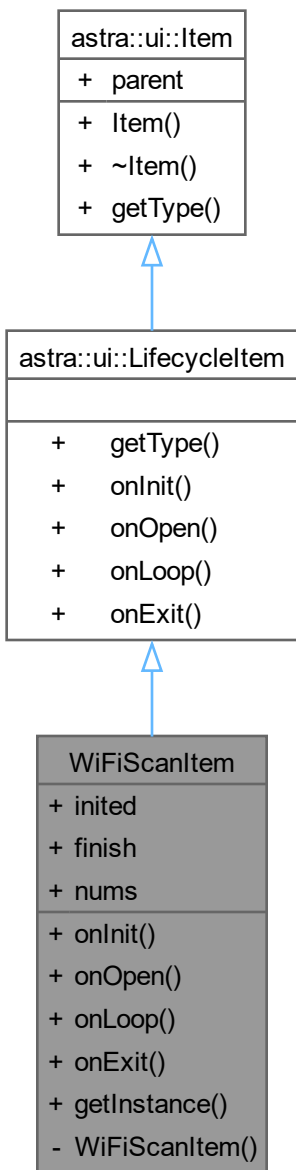 astra::ui::Item
+ parent
+ Item()
+ ~Item()
+ getType()
astra::ui::LifecycleItem
+ getType()
+ onInit()
+ onOpen()
+ onLoop()
+ onExit()
WiFiScanItem
+ inited
+ finish
+ nums
+ onInit()
+ onOpen()
+ onLoop()
+ onExit()
+ getInstance()
- WiFiScanItem()